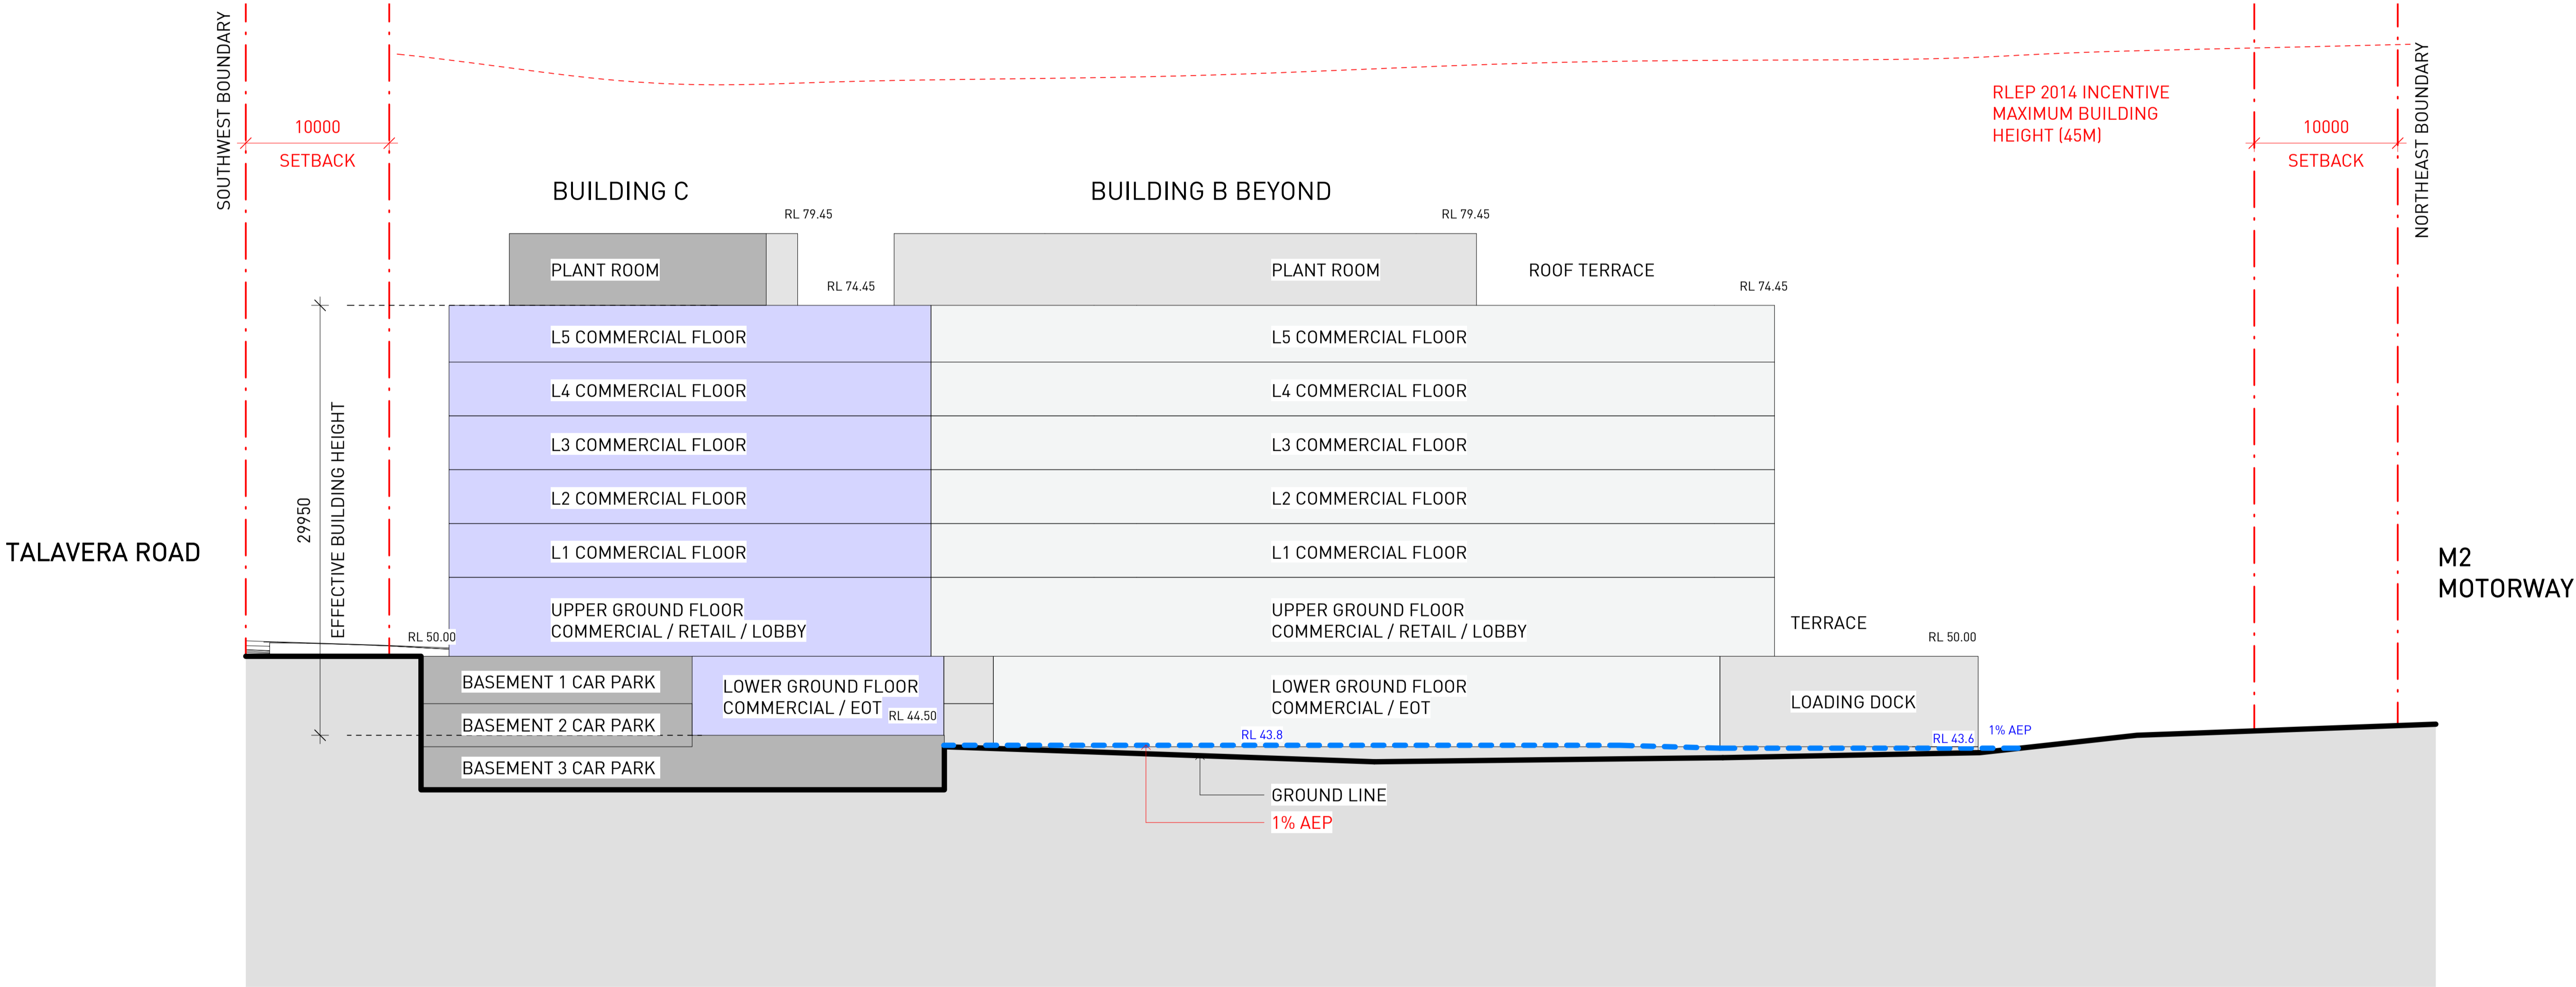 SOUTHWEST BOUNDARY
10000
SETBACK
RLEP 2014 INCENTIVE
MAXIMUM BUILDING
HEIGHT (45M)
10000
SETBACK
NORTHEAST BOUNDARY
BUILDING C
BUILDING B BEYOND
RL 79.45
RL 79.45
PLANT ROOM
PLANT ROOM
ROOF TERRACE
RL 74.45
RL 74.45
L5 COMMERCIAL FLOOR
L5 COMMERCIAL FLOOR
L4 COMMERCIAL FLOOR
L4 COMMERCIAL FLOOR
L3 COMMERCIAL FLOOR
L3 COMMERCIAL FLOOR
L2 COMMERCIAL FLOOR
L2 COMMERCIAL FLOOR
29950
EFFECTIVE BUILDING HEIGHT
TALAVERA ROAD
L1 COMMERCIAL FLOOR
L1 COMMERCIAL FLOOR
M2
MOTORWAY
UPPER GROUND FLOOR
COMMERCIAL / RETAIL / LOBBY
UPPER GROUND FLOOR
COMMERCIAL / RETAIL / LOBBY
TERRACE
RL 50.00
RL 50.00
BASEMENT 1 CAR PARK
LOWER GROUND FLOOR
COMMERCIAL / EOT
RL 44.50
LOWER GROUND FLOOR
COMMERCIAL / EOT
LOADING DOCK
BASEMENT 2 CAR PARK
RL 43.8
RL 43.6
1% AEP
BASEMENT 3 CAR PARK
GROUND LINE
1% AEP